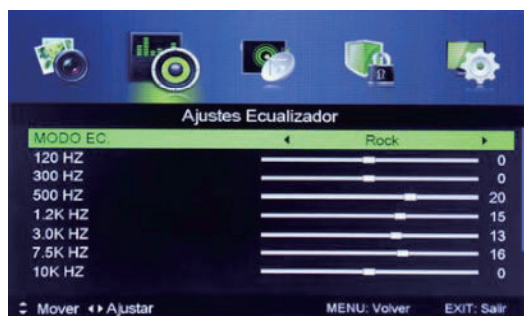 Ajustes Ecualizador
MODO EC. Rock
120 HZ 0
300 HZ 0
500 HZ 20
1.2K HZ 15
3.0K HZ 13
7.5K HZ 16
10K HZ 0
Mover Ajustar MENU: Volver EXIT: Salir